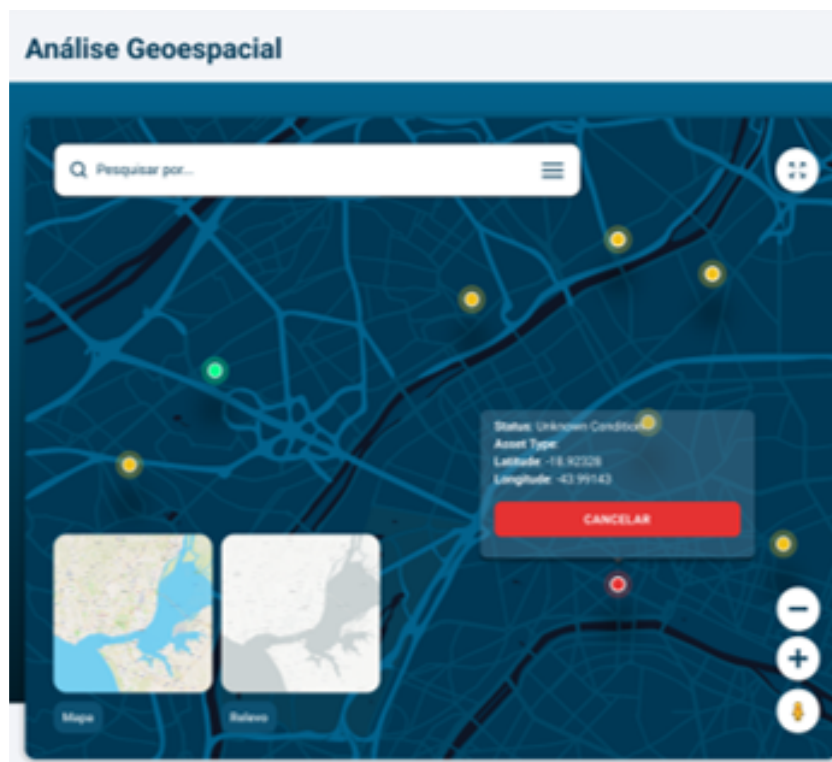 Análise Geoespacial
Pesquisar por...
Status: Unknown Condition
Asset Type:
Latitude: -18.92328
Longitude: -43.99143
CANCELAR
Mapa
Relevo